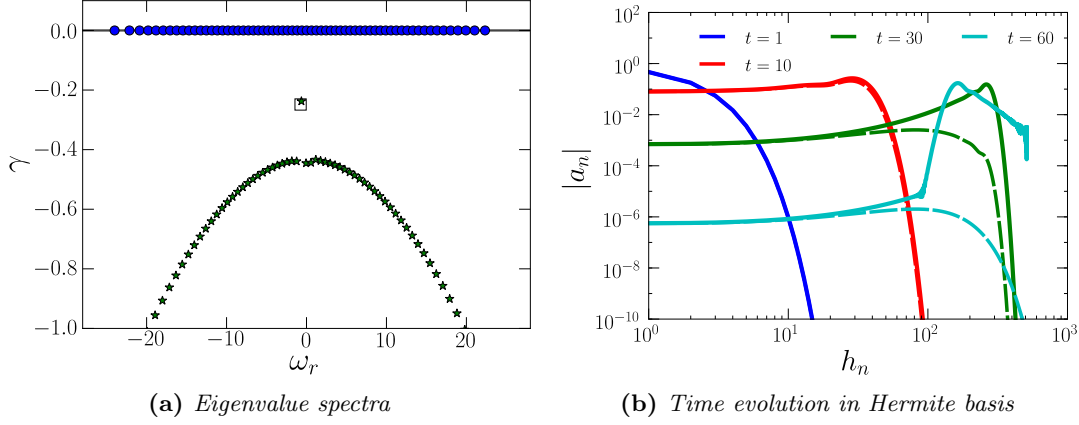 0.0
−0.2
−0.4
−0.6
−0.8
−1.0
γ
−20
−10
0
10
20
ω_r
(a) Eigenvalue spectra
10^2
10^0
10^{−2}
10^{−4}
10^{−6}
10^{−8}
10^{−10}
|a_n|
t = 1
t = 10
t = 30
t = 60
10^0
10^1
10^2
10^3
h_n
(b) Time evolution in Hermite basis